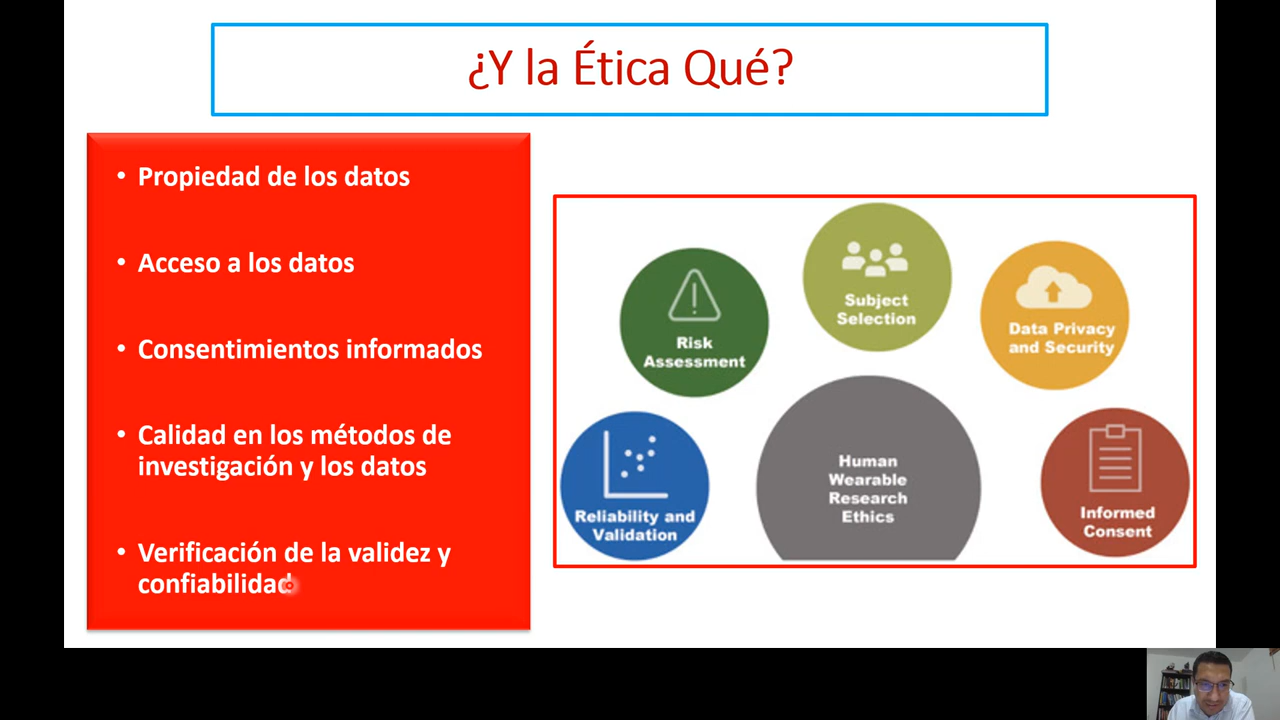 ¿Y la Ética Qué?
• Propiedad de los datos
• Acceso a los datos
• Consentimientos informados
• Calidad en los métodos de
investigación y los datos
• Verificación de la validez y
confiabilidad
Subject
Selection
Risk
Assessment
Data Privacy
and Security
Human
Wearable
Research
Ethics
Reliability and
Validation
Informed
Consent